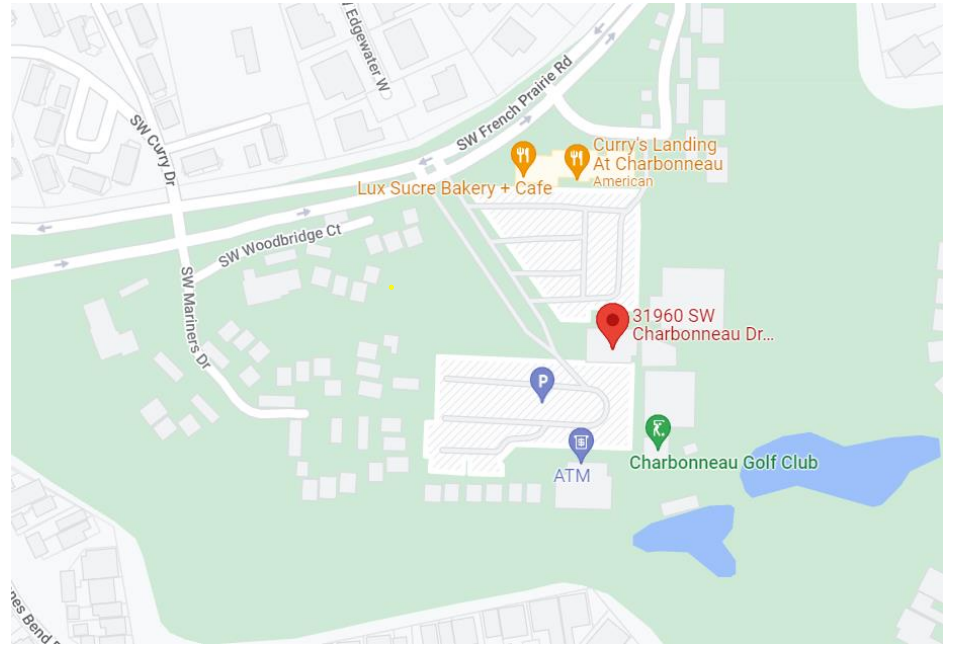 W Edgewater W
SW French Prairie Rd
SW Curry Dr
Curry's Landing
At Charbonneau
American
Lux Sucre Bakery + Cafe
SW Woodbridge Ct
SW Mariners Dr
31960 SW
Charbonneau Dr...
P
ATM
Charbonneau Golf Club
nes Bend